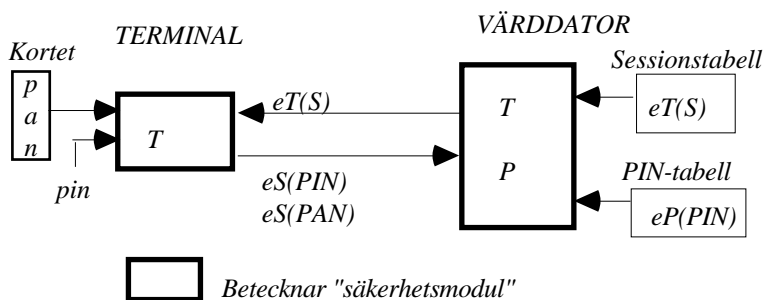 TERMINAL
VÄRDDATOR
Kortet
p
a
n
pin
T
eT(S)
eS(PIN)
eS(PAN)
T
P
Sessionstabell
eT(S)
PIN-tabell
eP(PIN)
Betecknar "säkerhetsmodul"